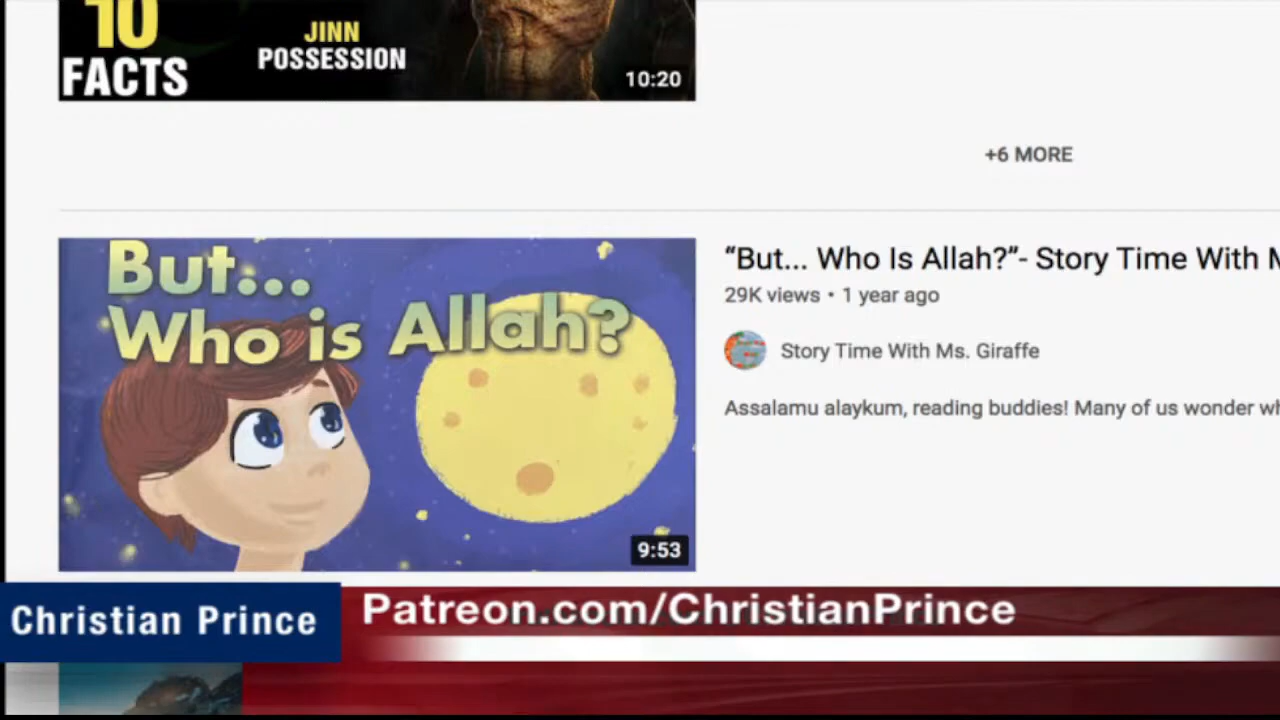 10
FACTS
JINN
POSSESSION
10:20
+6 MORE
But...
Who is Allah?
9:53
“But... Who Is Allah?”- Story Time With M
29K views • 1 year ago
Story Time With Ms. Giraffe
Assalamu alaykum, reading buddies! Many of us wonder wh
Christian Prince
Patreon.com/ChristianPrince